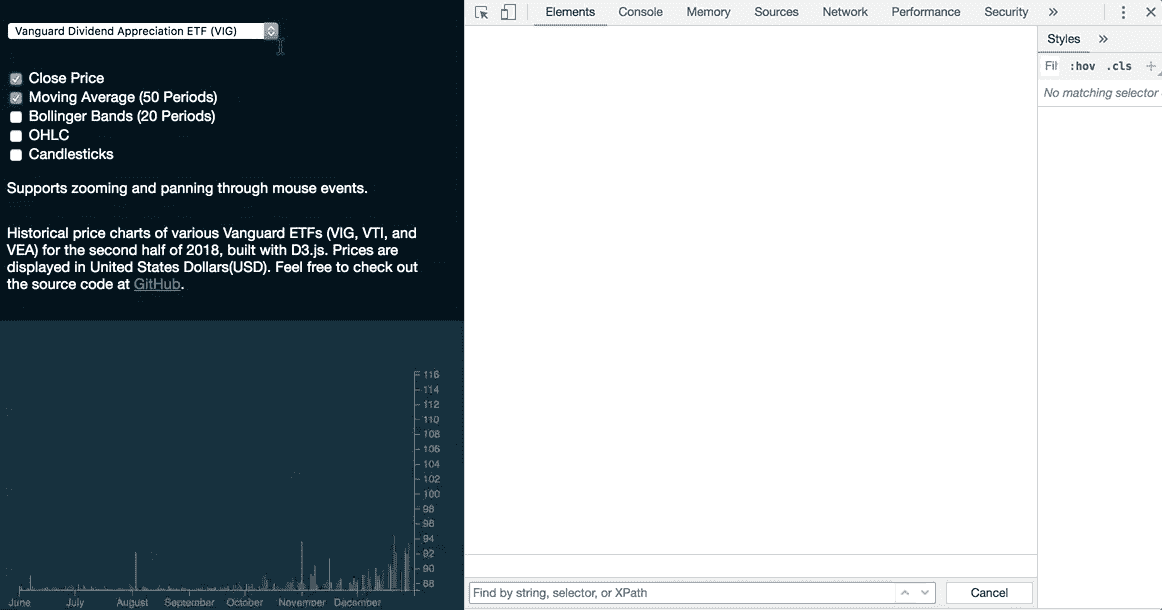 Elements Console Memory Sources Network Performance Security »
Vanguard Dividend Appreciation ETF (VIG)
Styles »
:hov .cls +
No matching selector
Close Price
Moving Average (50 Periods)
Bollinger Bands (20 Periods)
OHLC
Candlesticks
Supports zooming and panning through mouse events.
Historical price charts of various Vanguard ETFs (VIG, VTI, and
VEA) for the second half of 2018, built with D3.js. Prices are
displayed in United States Dollars(USD). Feel free to check out
the source code at GitHub.
116
114
112
110
108
106
104
102
100
98
96
94
92
90
88
June July August September October November December
Find by string, selector, or XPath
Cancel